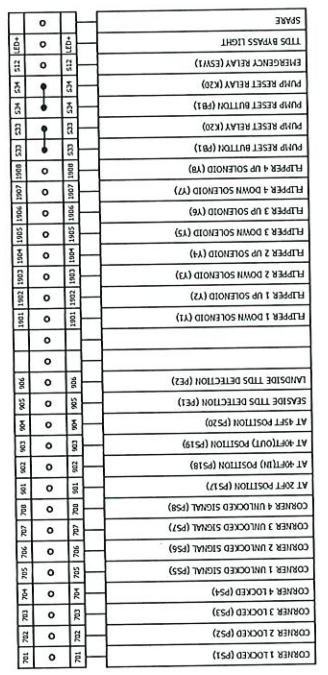 CORNER 1 LOCKED (PS1) 701 701
CORNER 2 LOCKED (PS2) 702 702
CORNER 3 LOCKED (PS3) 703 703
CORNER 4 LOCKED (PS4) 704 704
CORNER 1 UNLOCKED SIGNAL (PS5) 705 705
CORNER 2 UNLOCKED SIGNAL (PS6) 706 706
CORNER 3 UNLOCKED SIGNAL (PS7) 707 707
CORNER 4 UNLOCKED SIGNAL (PS8) 708 708
AT 20FT POSITION (PS17) 901 901
AT 40FT(IN) POSITION (PS18) 902 902
AT 40FT(OUT) POSITION (PS19) 903 903
AT 45FT POSITION (PS20) 904 904
SEASIDE TTDS DETECTION (PE1) 905 905
LANDSIDE TTDS DETECTION (PE2) 906 906
FLIPPER 1 DOWN SOLENOID (Y1) 1901 1901
FLIPPER 1 UP SOLENOID (Y2) 1902 1902
FLIPPER 2 DOWN SOLENOID (Y3) 1903 1903
FLIPPER 2 UP SOLENOID (Y4) 1904 1904
FLIPPER 3 DOWN SOLENOID (Y5) 1905 1905
FLIPPER 3 UP SOLENOID (Y6) 1906 1906
FLIPPER 4 DOWN SOLENOID (Y7) 1907 1907
FLIPPER 4 UP SOLENOID (Y8) 1908 1908
PUMP RESET BUTTON (PB1) S33 S33
PUMP RESET RELAY (K20) S33 S33
PUMP RESET BUTTON (PB1) S34 S34
PUMP RESET RELAY (K20) S34 S34
EMERGENCY RELAY (ESW1) S12 S12
TTDS BYPASS LIGHT LED+ LED+
SPARE